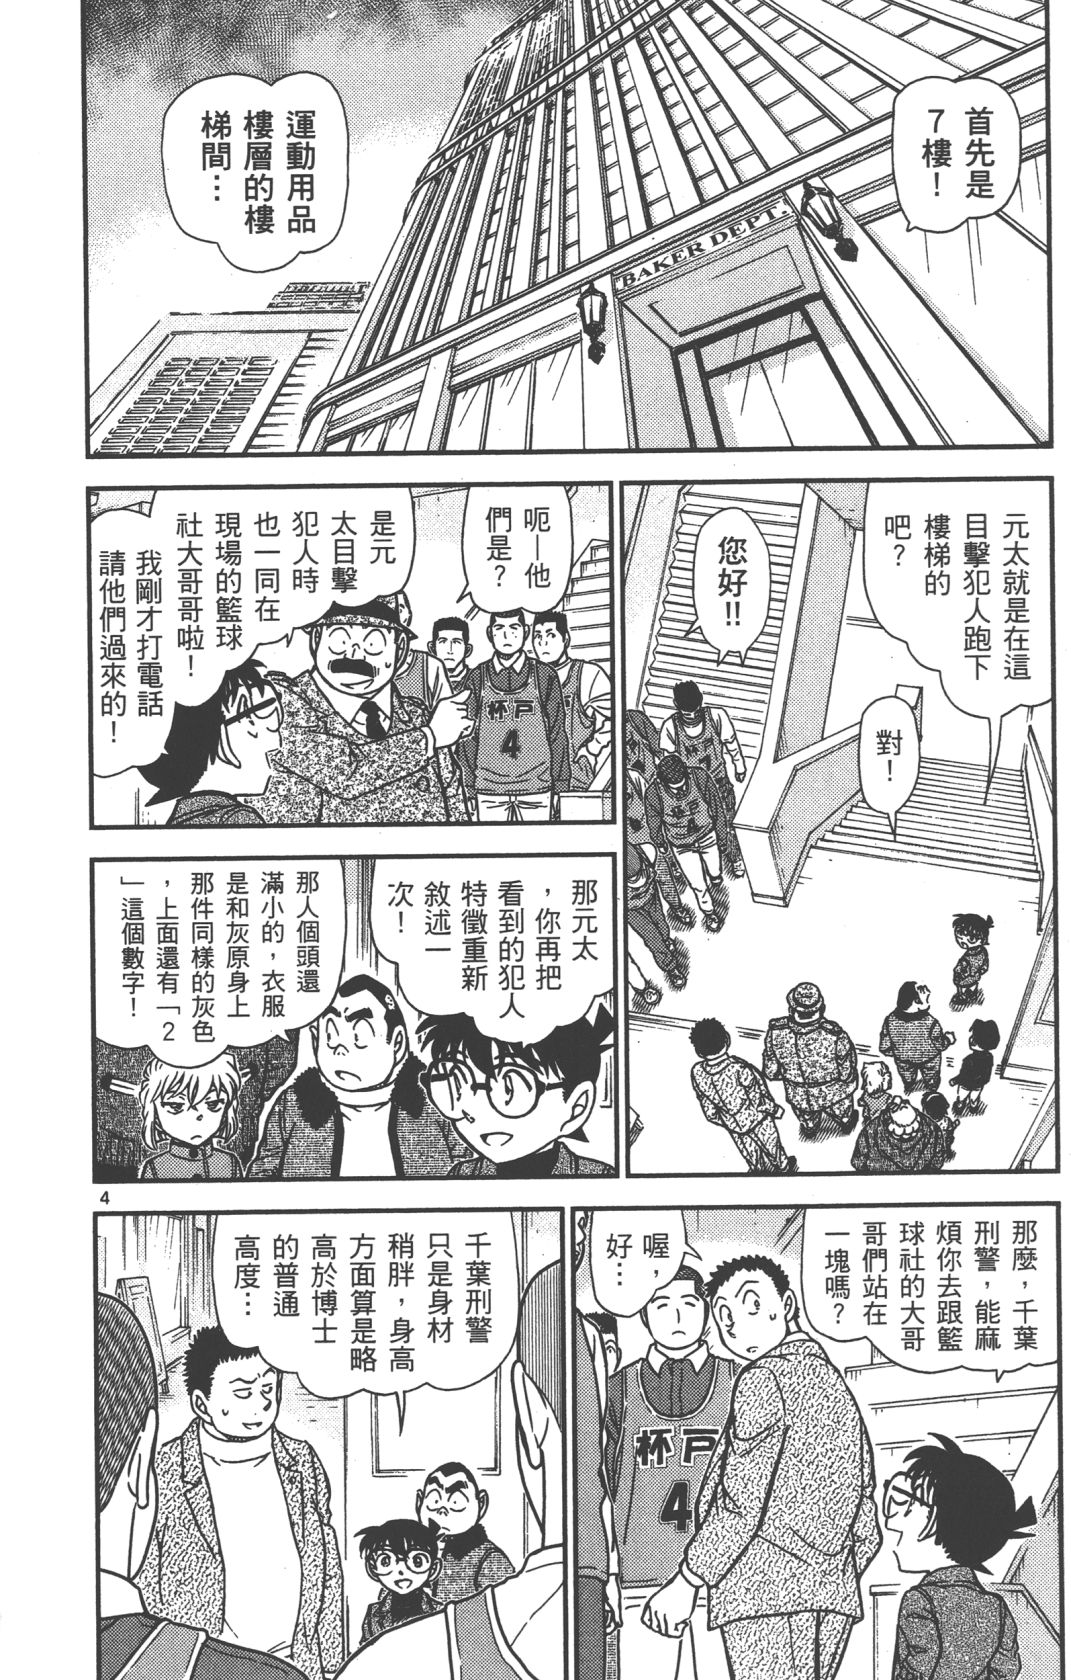 首先是
7樓！
運動用品
樓層的樓
梯間…
BAKER DEPT.
元太就是在這
目擊犯人跑下
樓梯的
吧？
您好!!
對！
呃—他
們是？
是元
太目擊
犯人時
也一同在
現場的籃球
社大哥哥啦！
我剛才打電話
請他們過來的！
杯戸
4
杯戸
7
杯戸
4
那元太
，你再把
看到的犯人
特徵重新
敘述一
次！
那人個頭還
滿小的，衣服
是和灰原身上
那件同樣的灰色
，上面還有「2
」這個數字！
4
那麼，千葉
刑警，能麻
煩你去跟籃
球社的大哥
哥們站在
一塊嗎？
喔，
好…
杯戸
4
千葉刑警
只是身材
稍胖，身高
方面算是略
高於博士
的普通
高度…